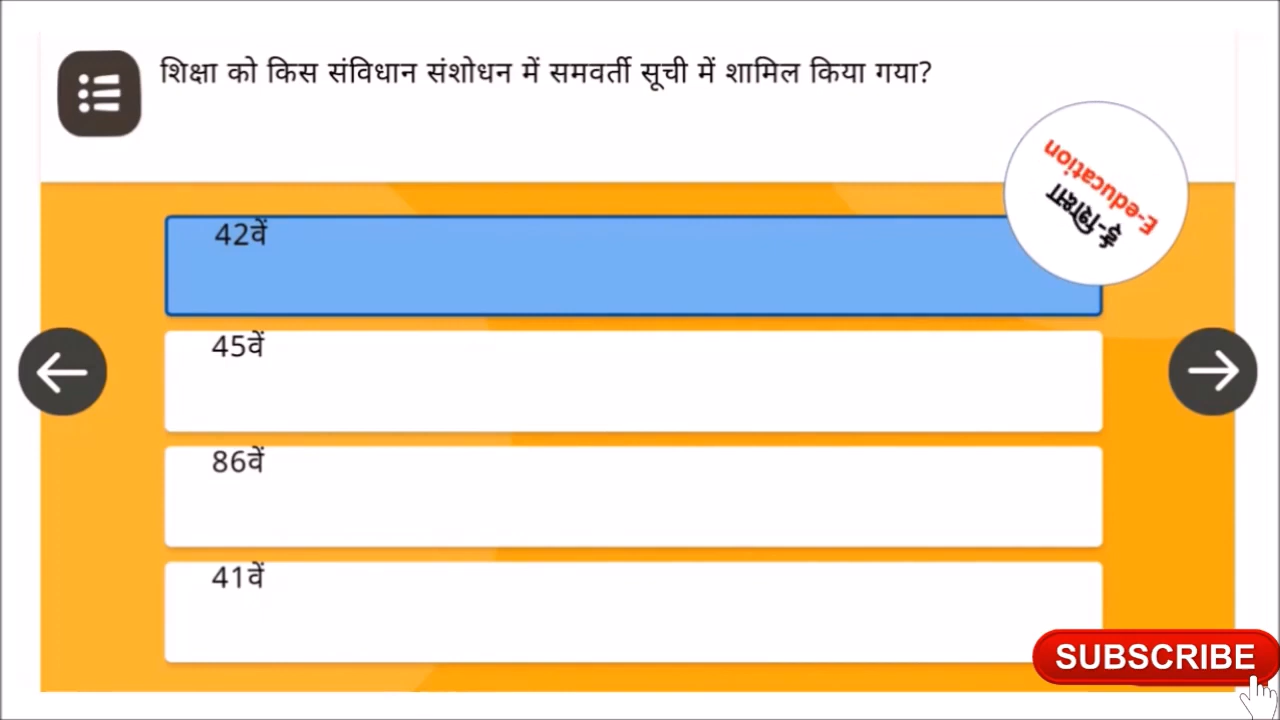 शिक्षा को किस संविधान संशोधन में समवर्ती सूची में शामिल किया गया?
ई-शिक्षा
E-education
42वें
45वें
86वें
41वें
SUBSCRIBE